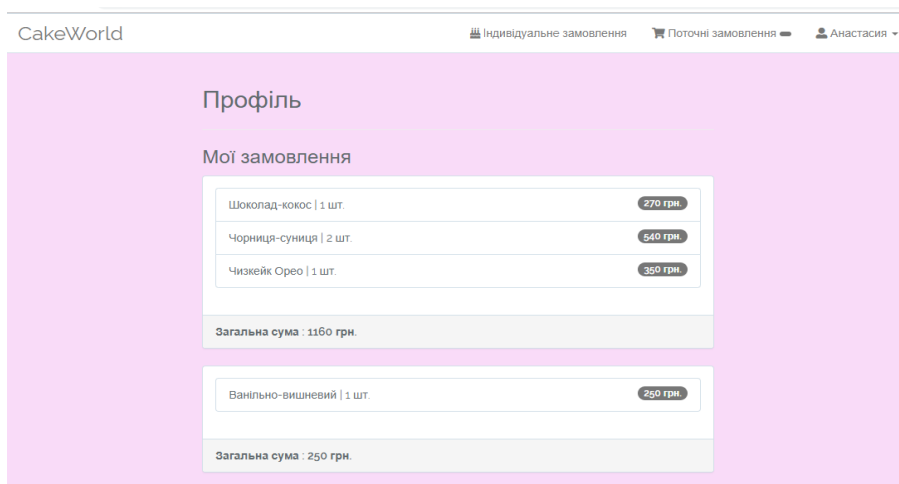 CakeWorld
Індивідуальне замовлення
Поточні замовлення
Анастасия
Профіль
Мої замовлення
Шоколад-кокос | 1 шт.
270 грн.
Чорниця-суниця | 2 шт.
540 грн.
Чизкейк Орео | 1 шт.
350 грн.
Загальна сума : 1160 грн.
Ванільно-вишневий | 1 шт.
250 грн.
Загальна сума : 250 грн.